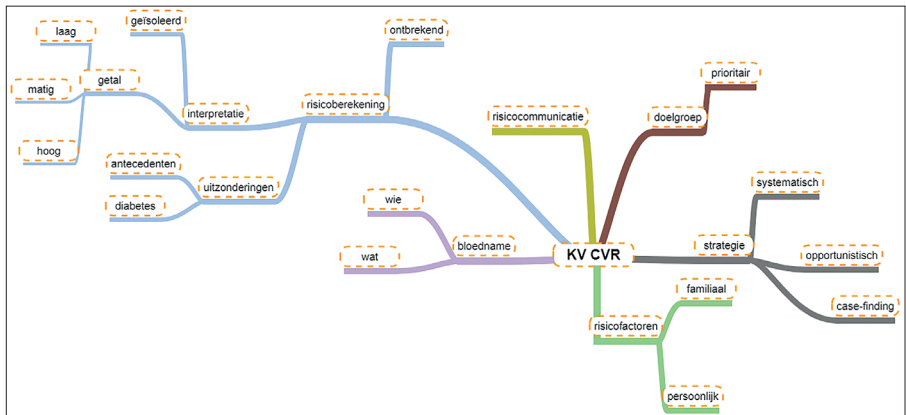 geïsoleerd
laag
ontbrekend
prioritair
getal
matig
risicoberekening
interpretatie
risicocommunicatie
doelgroep
hoog
antecedenten
uitzonderingen
diabetes
systematisch
wie
bloedname
wat
KV CVR
strategie
opportunistisch
familiaal
case-finding
risicofactoren
persoonlijk